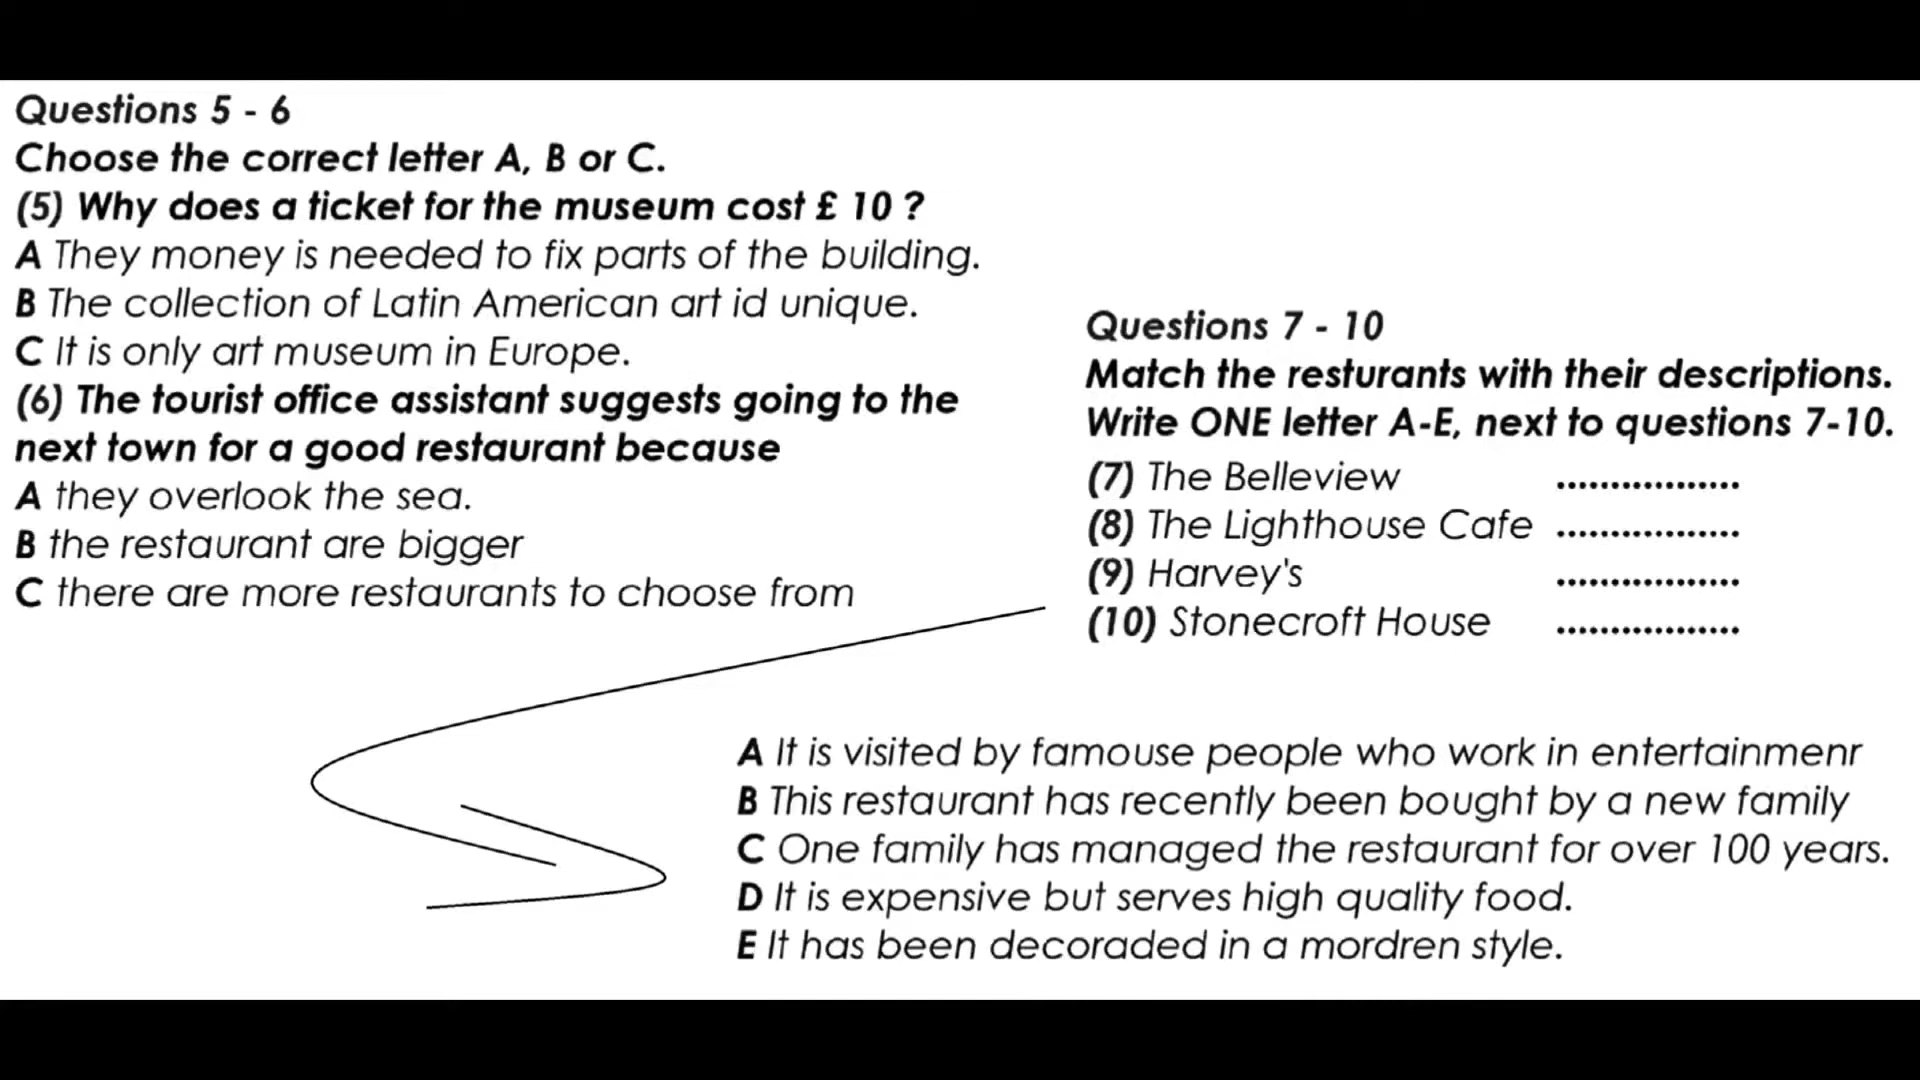 Questions 5 - 6
Choose the correct letter A, B or C.
(5) Why does a ticket for the museum cost £ 10 ?
A They money is needed to fix parts of the building.
B The collection of Latin American art id unique.
C It is only art museum in Europe.
(6) The tourist office assistant suggests going to the
next town for a good restaurant because
A they overlook the sea.
B the restaurant are bigger
C there are more restaurants to choose from
Questions 7 - 10
Match the resturants with their descriptions.
Write ONE letter A-E, next to questions 7-10.
(7) The Belleview .................
(8) The Lighthouse Cafe .................
(9) Harvey's .................
(10) Stonecroft House .................
A It is visited by famouse people who work in entertainmenr
B This restaurant has recently been bought by a new family
C One family has managed the restaurant for over 100 years.
D It is expensive but serves high quality food.
E It has been decoraded in a mordren style.